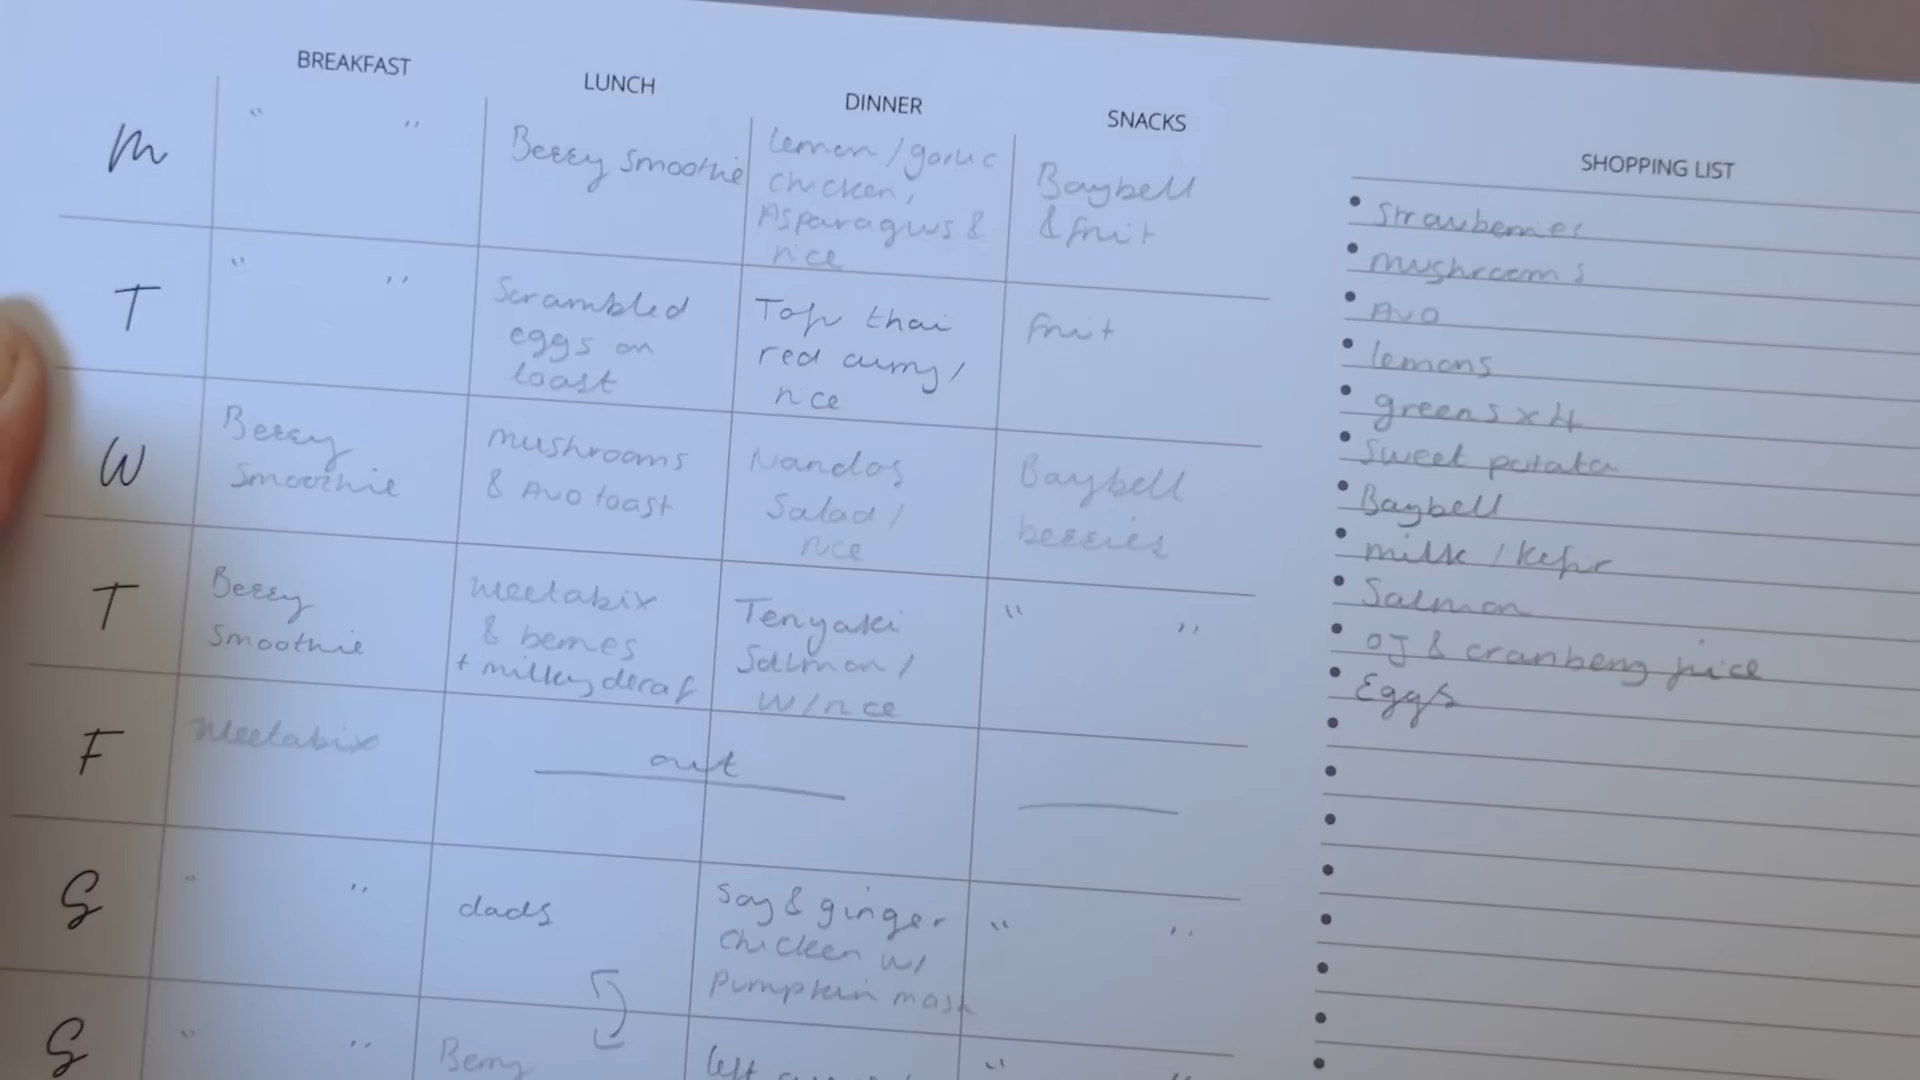 BREAKFAST
LUNCH
DINNER
SNACKS
M
" "
Berry Smoothie
Lemon / garlic
chicken,
Asparagus &
rice
Baybell
& fruit
T
" "
Scrambled
eggs on
toast
Tofu thai
red curry /
rice
fruit
W
Berry
Smoothie
mushrooms
& Avo toast
Nandos
Salad /
rice
Baybell
berries
T
Berry
Smoothie
weetabix
& berries
+ milky decaf
Teriyaki
Salmon /
w/rice
" "
F
Weetabix
out
S
" "
dads
Soy & ginger
chicken w/
pumpkin mash
" "
S
" "
Berry
left
" "
SHOPPING LIST
• Strawberries
• mushrooms
• Avo
• lemons
• greens x 4
• Sweet potato
• Baybell
• milk / kefir
• Salmon
• OJ & cranberry juice
• Eggs